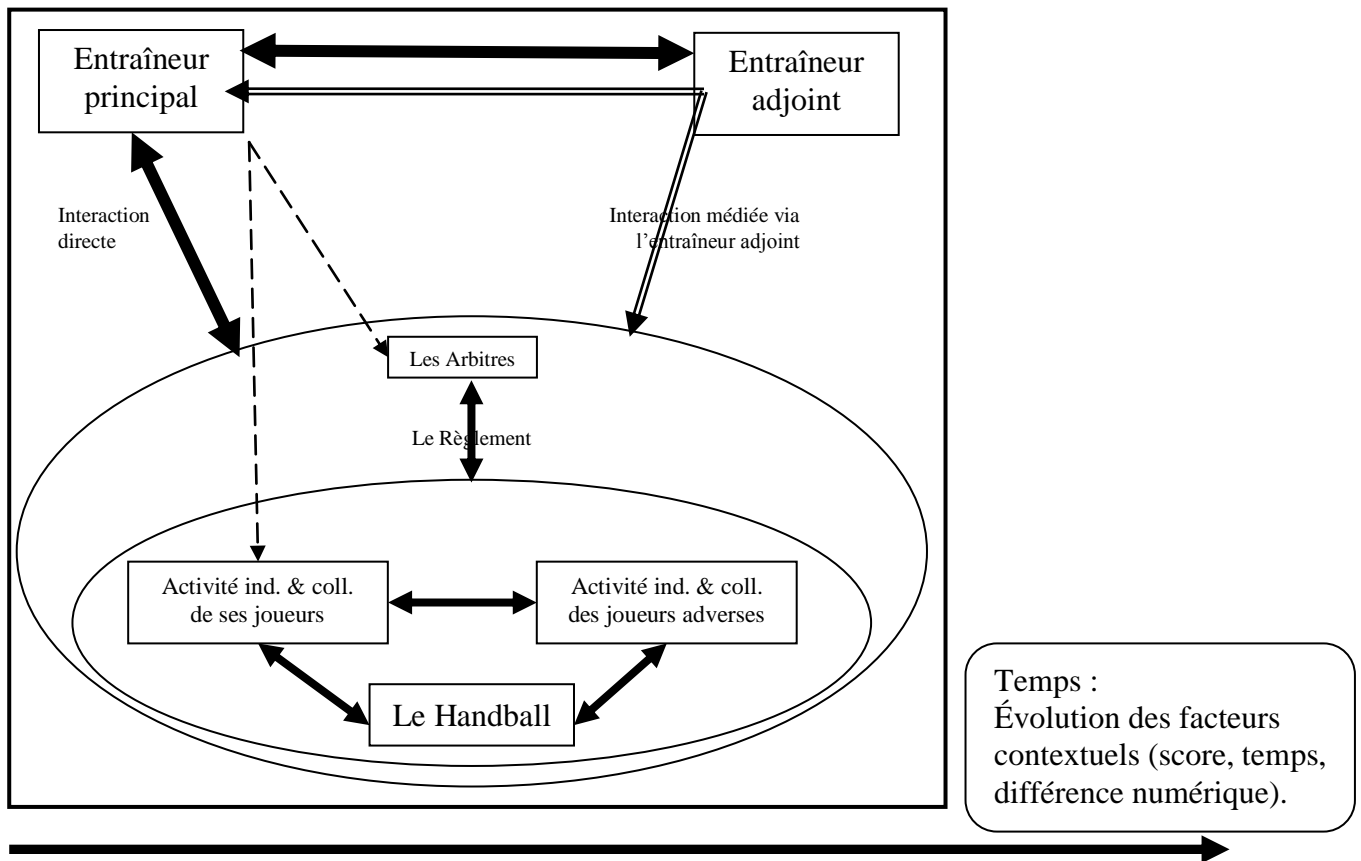 Entraîneur
principal
Entraîneur
adjoint
Interaction
directe
Interaction médiée via
l'entraîneur adjoint
Les Arbitres
Le Règlement
Activité ind. & coll.
de ses joueurs
Activité ind. & coll.
des joueurs adverses
Le Handball
Temps :
Évolution des facteurs
contextuels (score, temps,
différence numérique).